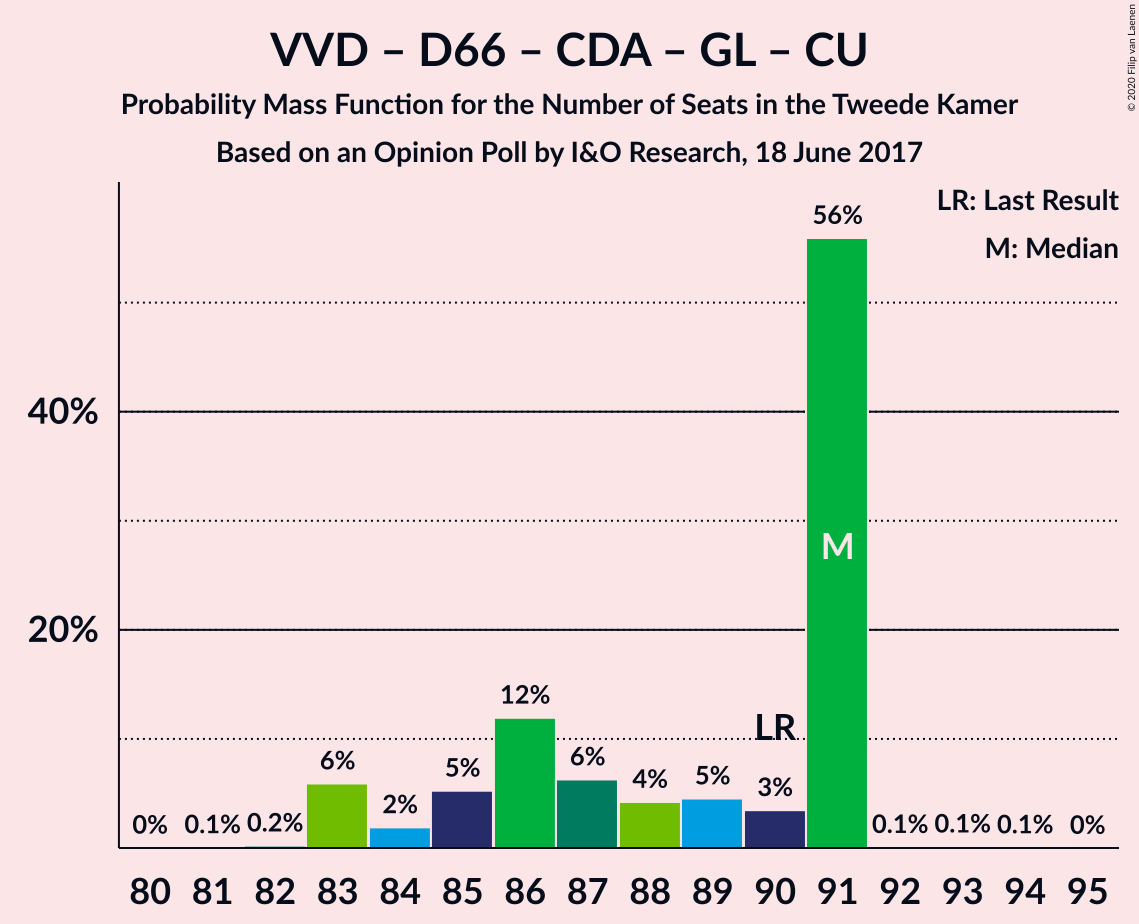 VVD – D66 – CDA – GL – CU
Probability Mass Function for the Number of Seats in the Tweede Kamer
Based on an Opinion Poll by I&O Research, 18 June 2017
© 2020 Filip van Laenen
LR: Last Result
M: Median
56%
40%
M
20%
12%
LR
6%
6%
5%
5%
4%
3%
2%
0% 0.1% 0.2% 0.1% 0.1% 0.1% 0%
80 81 82 83 84 85 86 87 88 89 90 91 92 93 94 95